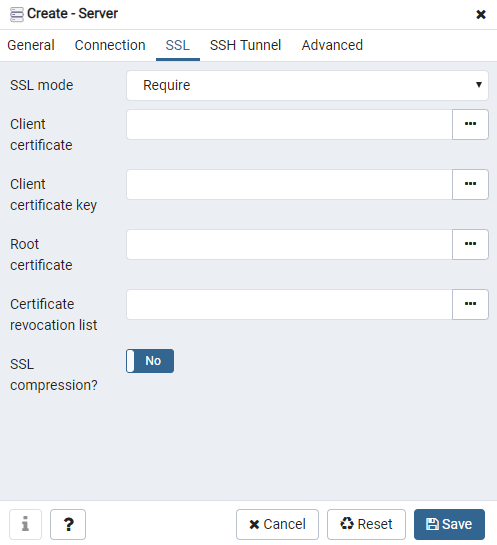 Create - Server
General Connection SSL SSH Tunnel Advanced
SSL mode Require
Client
certificate
Client
certificate key
Root
certificate
Certificate
revocation list
SSL
compression?
No
i ? Cancel Reset Save